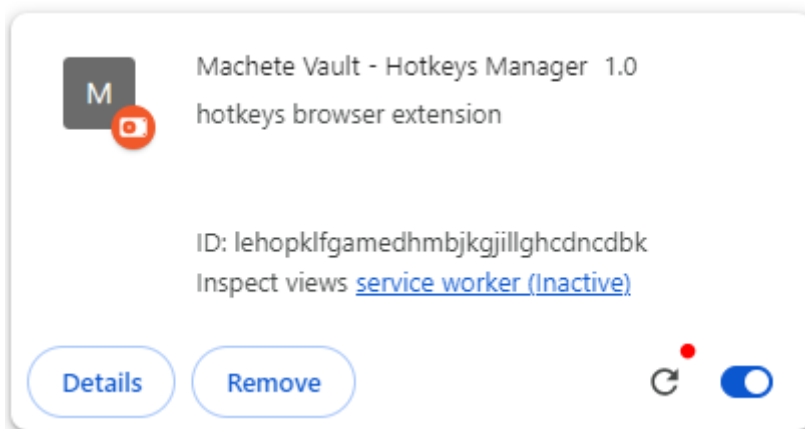 M
Machete Vault - Hotkeys Manager 1.0
hotkeys browser extension
ID: lehopklfgamedhmbjkgjillghcdncdbk
Inspect views service worker (Inactive)
Details
Remove